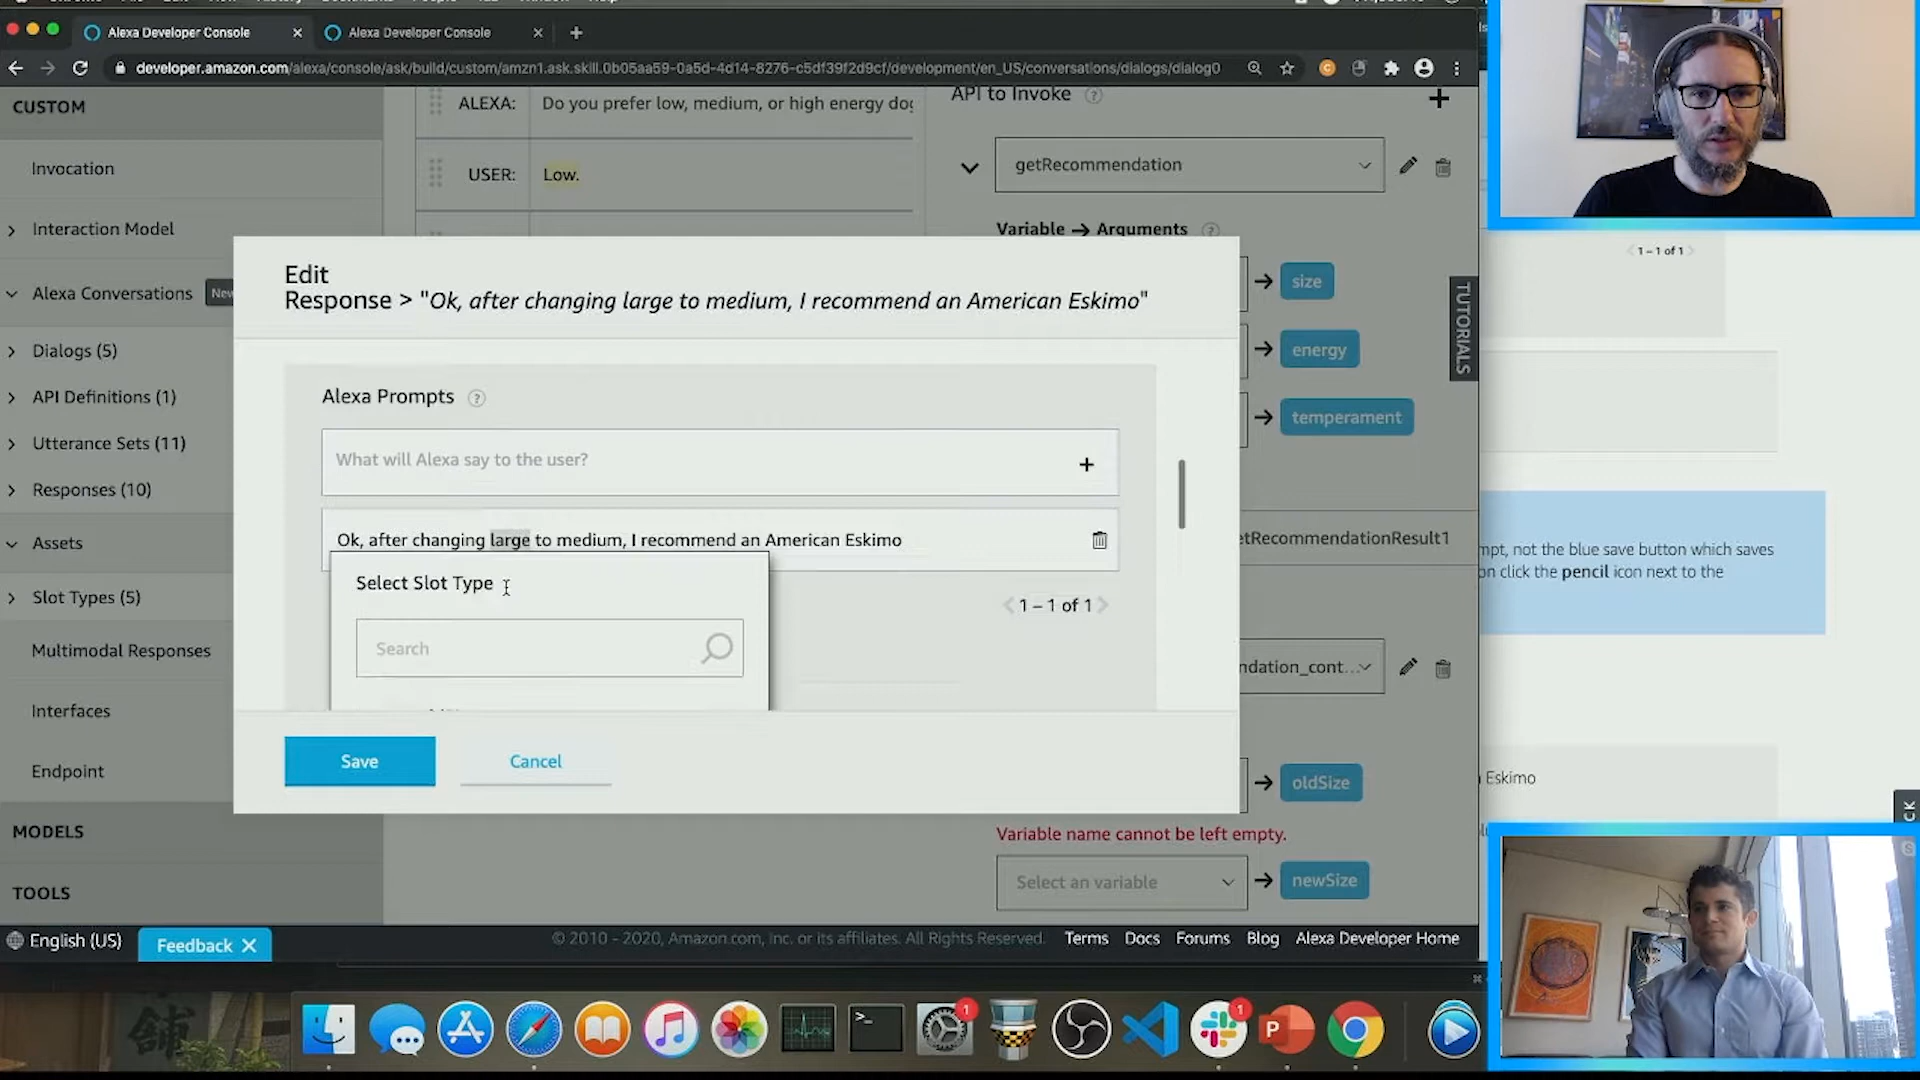 Alexa Developer Console
Alexa Developer Console
developer.amazon.com/alexa/console/ask/build/custom/amzn1.ask.skill.0b05aa59-0a5d-4d14-8276-c5df39f2d9cf/development/en_US/conversations/dialogs/dialog0
CUSTOM
Invocation
Interaction Model
Alexa Conversations
New
Dialogs (5)
API Definitions (1)
Utterance Sets (11)
Responses (10)
Assets
Slot Types (5)
Multimodal Responses
Interfaces
Endpoint
MODELS
TOOLS
English (US)
Feedback
ALEXA: Do you prefer low, medium, or high energy dog
USER: Low.
API to Invoke
getRecommendation
Variable → Arguments
size
energy
temperament
TUTORIALS
Edit
Response > "Ok, after changing large to medium, I recommend an American Eskimo"
Alexa Prompts
What will Alexa say to the user?
Ok, after changing large to medium, I recommend an American Eskimo
Select Slot Type
Search
1 – 1 of 1
Save
Cancel
etRecommendationResult1
ndation_cont...
oldSize
Variable name cannot be left empty.
Select an variable
newSize
© 2010 - 2020, Amazon.com, Inc. or its affiliates. All Rights Reserved.
Terms
Docs
Forums
Blog
Alexa Developer Home
1 – 1 of 1
mpt, not the blue save button which saves
on click the pencil icon next to the
Eskimo
CK
1
1